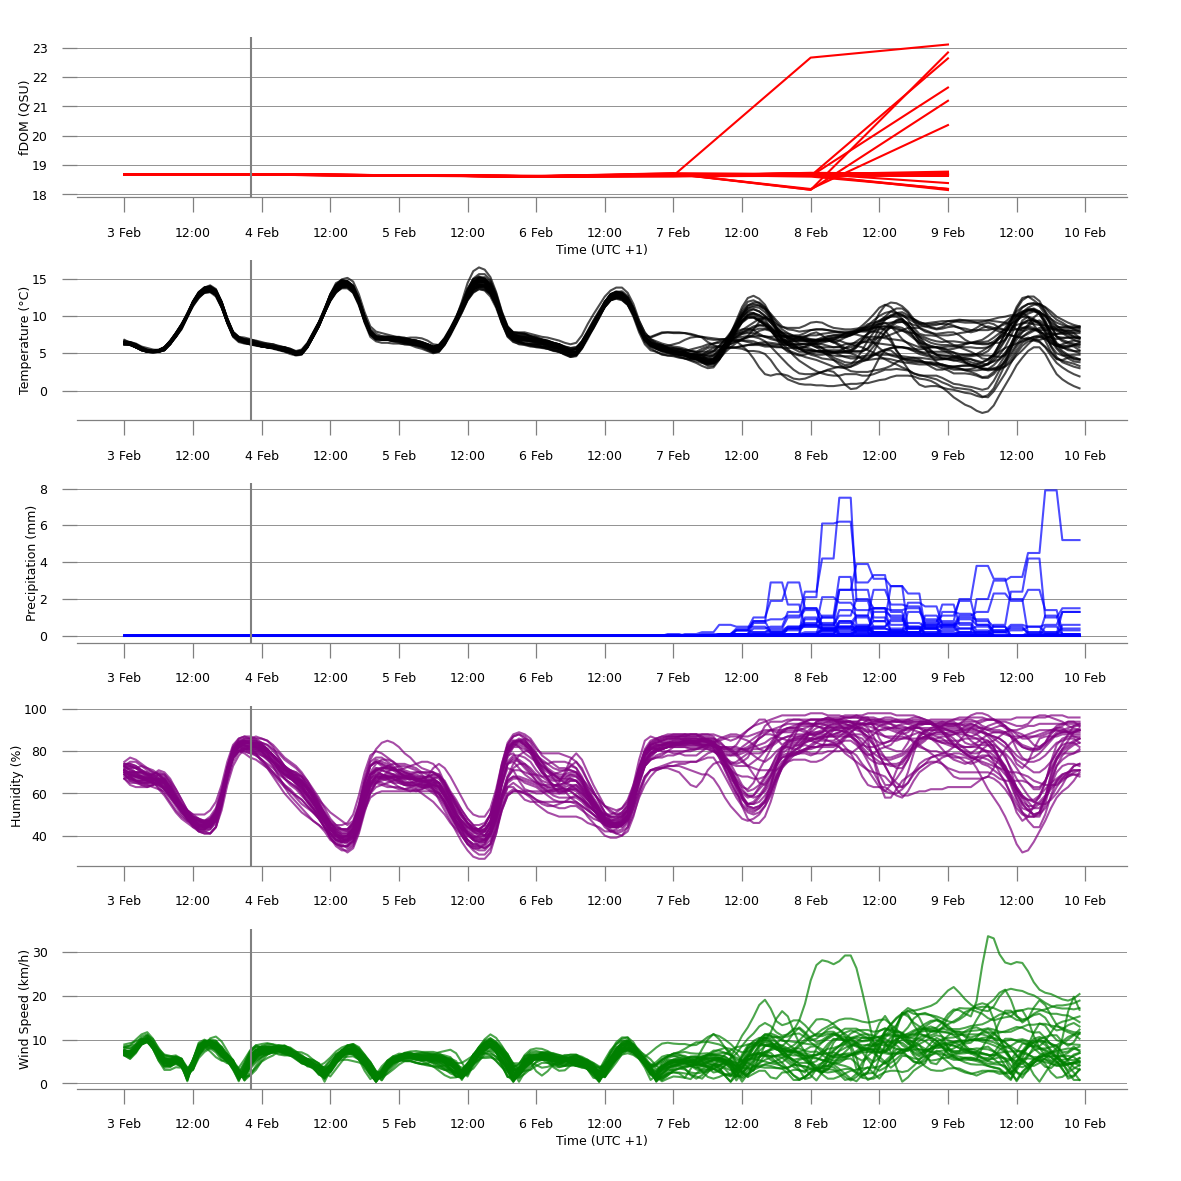 23
22
21
20
19
18
fDOM (QSU)
3 Feb 12:00 4 Feb 12:00 5 Feb 12:00 6 Feb 12:00 7 Feb 12:00 8 Feb 12:00 9 Feb 12:00 10 Feb
Time (UTC +1)
15
10
5
0
Temperature (°C)
3 Feb 12:00 4 Feb 12:00 5 Feb 12:00 6 Feb 12:00 7 Feb 12:00 8 Feb 12:00 9 Feb 12:00 10 Feb
8
6
4
2
0
Precipitation (mm)
3 Feb 12:00 4 Feb 12:00 5 Feb 12:00 6 Feb 12:00 7 Feb 12:00 8 Feb 12:00 9 Feb 12:00 10 Feb
100
80
60
40
Humidity (%)
3 Feb 12:00 4 Feb 12:00 5 Feb 12:00 6 Feb 12:00 7 Feb 12:00 8 Feb 12:00 9 Feb 12:00 10 Feb
30
20
10
0
Wind Speed (km/h)
3 Feb 12:00 4 Feb 12:00 5 Feb 12:00 6 Feb 12:00 7 Feb 12:00 8 Feb 12:00 9 Feb 12:00 10 Feb
Time (UTC +1)